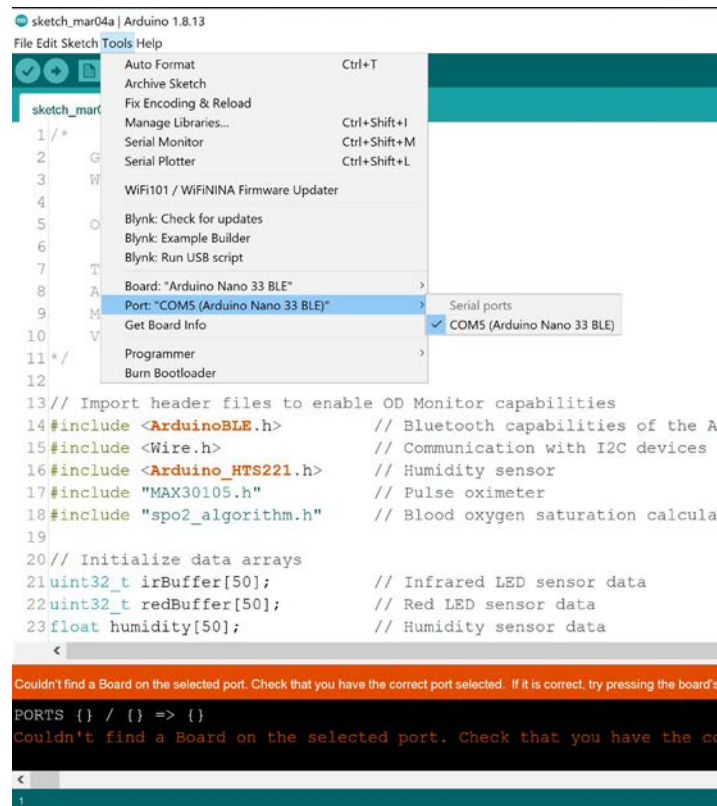 sketch_mar04a | Arduino 1.8.13
File Edit Sketch Tools Help
Auto Format Ctrl+T
Archive Sketch
Fix Encoding & Reload
Manage Libraries... Ctrl+Shift+I
Serial Monitor Ctrl+Shift+M
Serial Plotter Ctrl+Shift+L
WiFi101 / WiFiNINA Firmware Updater
Blynk: Check for updates
Blynk: Example Builder
Blynk: Run USB script
Board: "Arduino Nano 33 BLE"
Port: "COM5 (Arduino Nano 33 BLE)"
Get Board Info
Programmer
Burn Bootloader
Serial ports
COM5 (Arduino Nano 33 BLE)
sketch_mar0
1 /*
2 G
3 W
4
5 O
6
7 T
8 A
9 M
10 V
11 */
12
13 // Import header files to enable OD Monitor capabilities
14 #include <ArduinoBLE.h> // Bluetooth capabilities of the A
15 #include <Wire.h> // Communication with I2C devices
16 #include <Arduino_HTS221.h> // Humidity sensor
17 #include "MAX30105.h" // Pulse oximeter
18 #include "spo2_algorithm.h" // Blood oxygen saturation calcula
19
20 // Initialize data arrays
21 uint32_t irBuffer[50]; // Infrared LED sensor data
22 uint32_t redBuffer[50]; // Red LED sensor data
23 float humidity[50]; // Humidity sensor data
Couldn't find a Board on the selected port. Check that you have the correct port selected. If it is correct, try pressing the board's
PORTS {} / {} => {}
Couldn't find a Board on the selected port. Check that you have the co
1